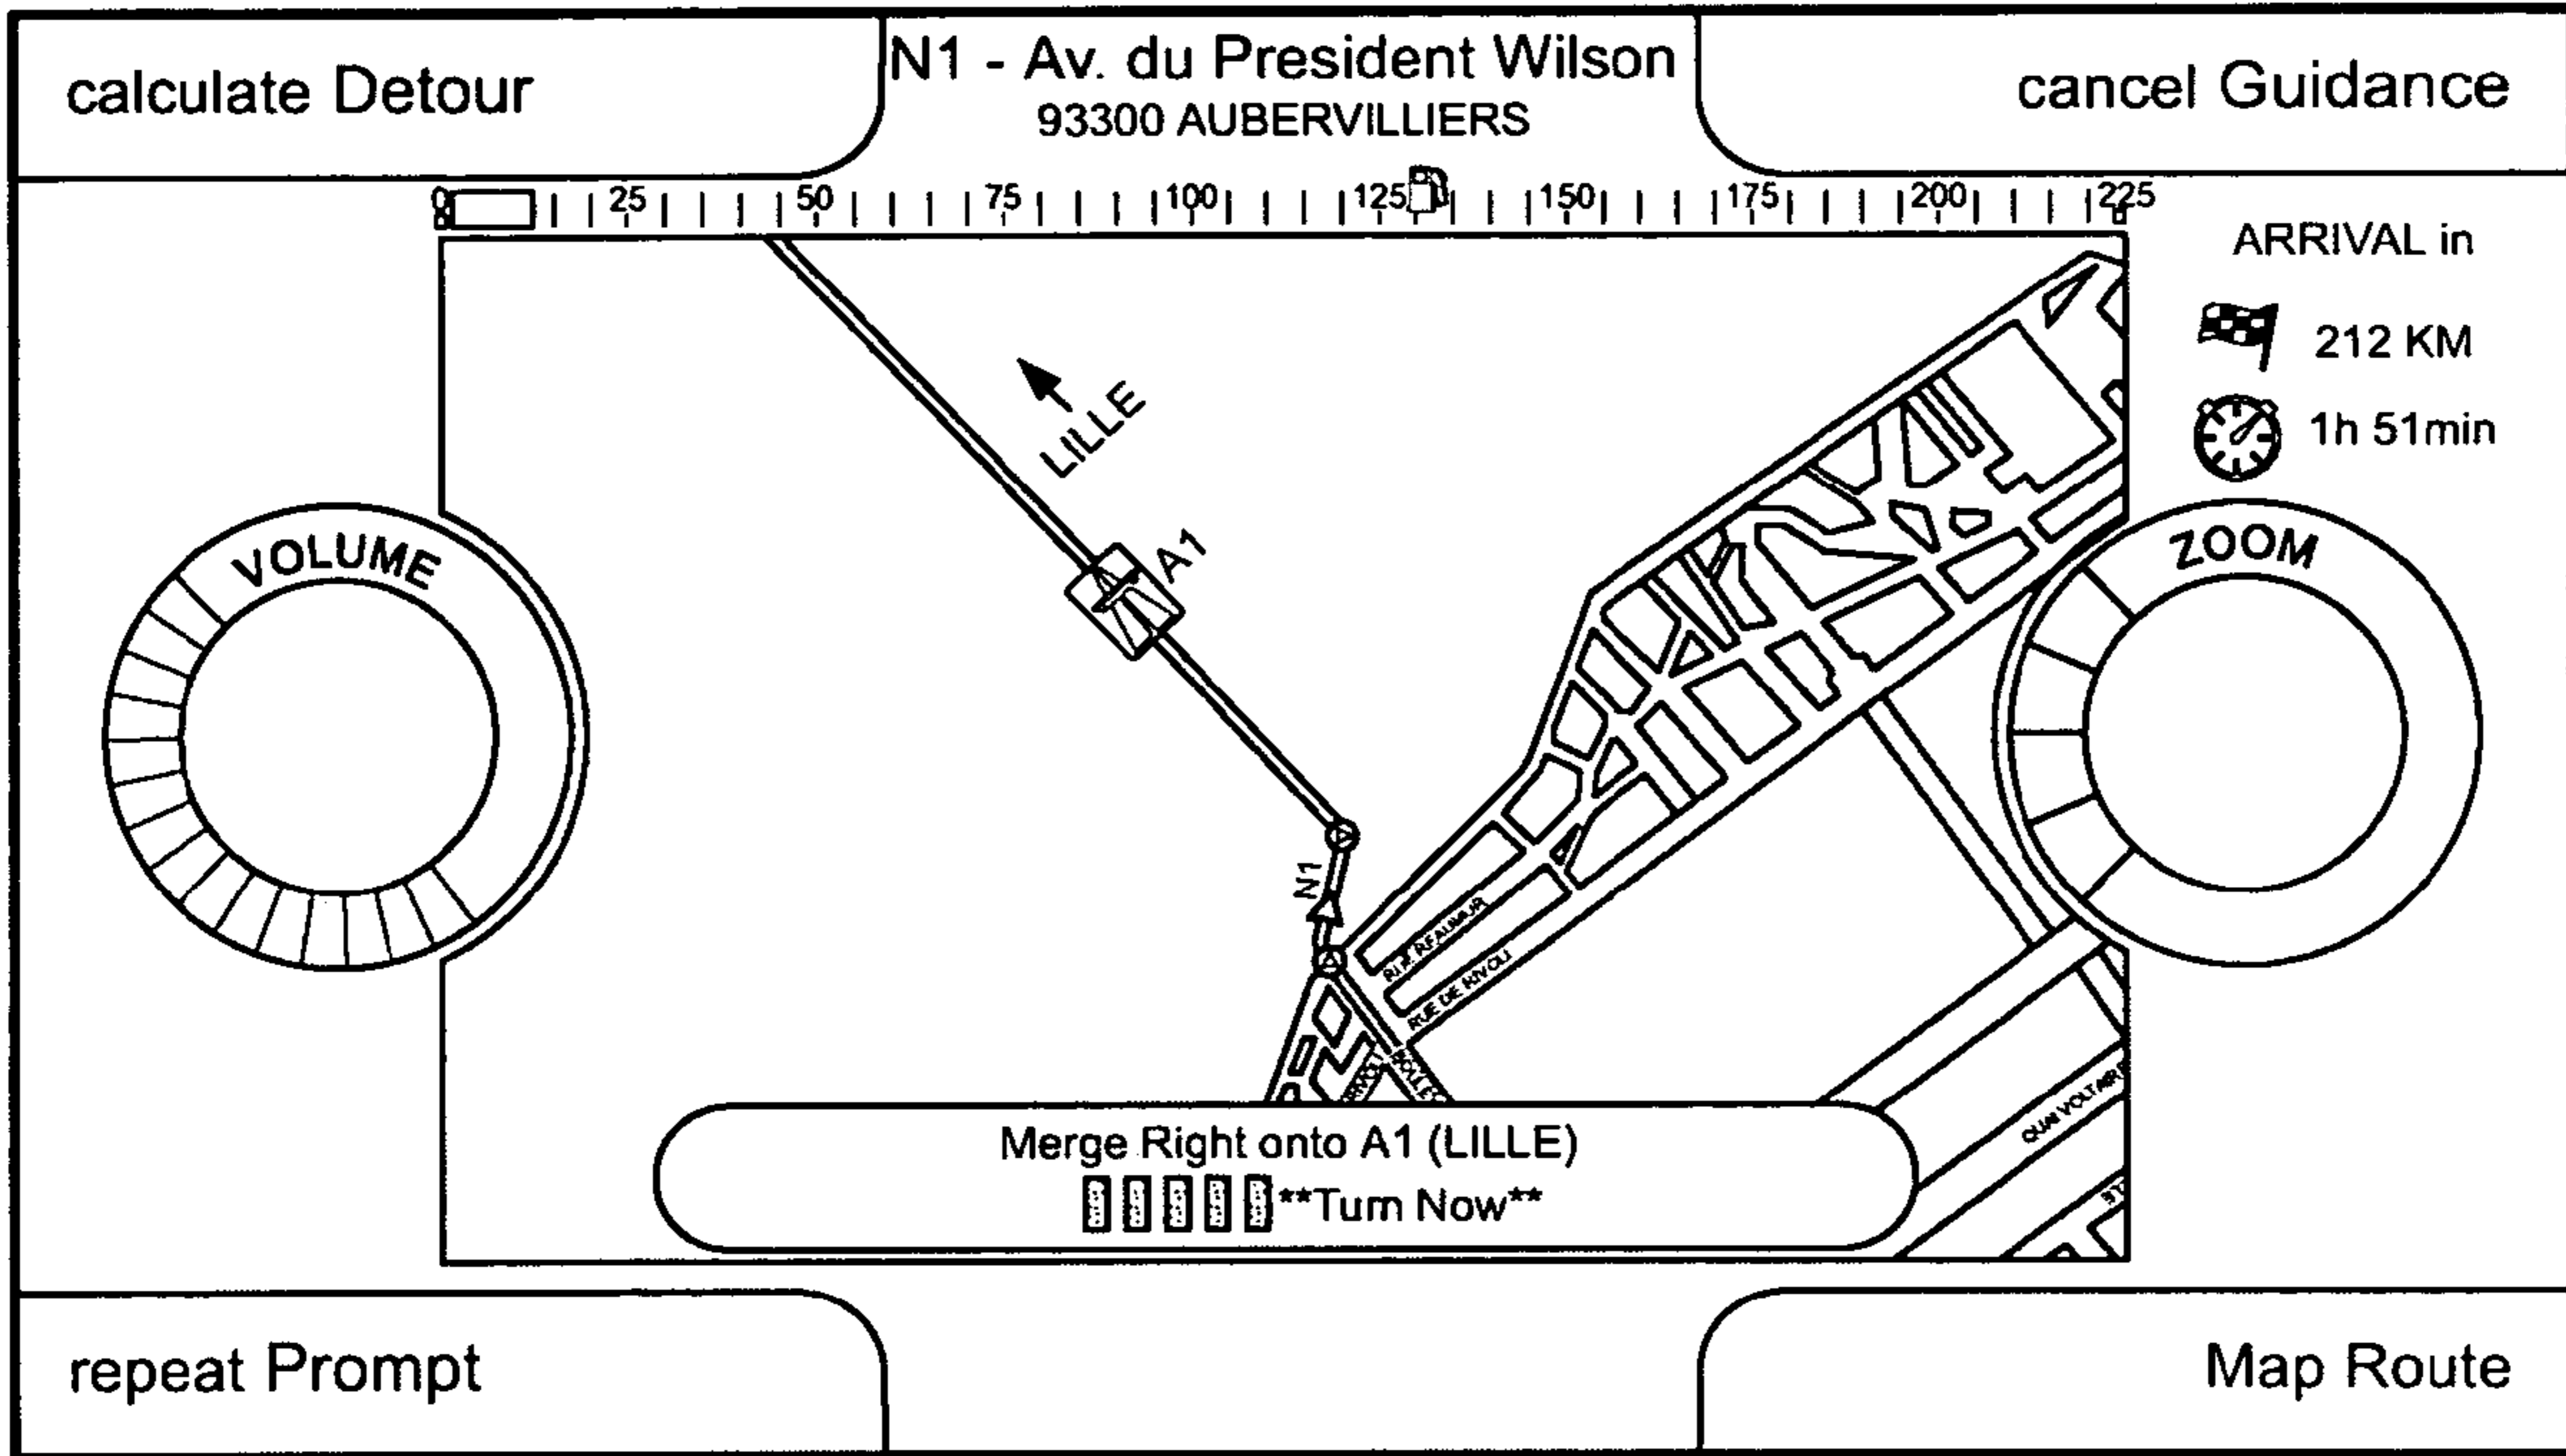 calculate Detour
N1 - Av. du President Wilson
93300 AUBERVILLIERS
cancel Guidance
0 25 50 75 100 125 150 175 200 225
ARRIVAL in
212 KM
1h 51min
LILLE
A1
VOLUME
ZOOM
N1
REAUMUR
RUE DE RIVOLI
RIVOLI
QUAI VOLTAIRE
Merge Right onto A1 (LILLE)
**Turn Now**
repeat Prompt
Map Route